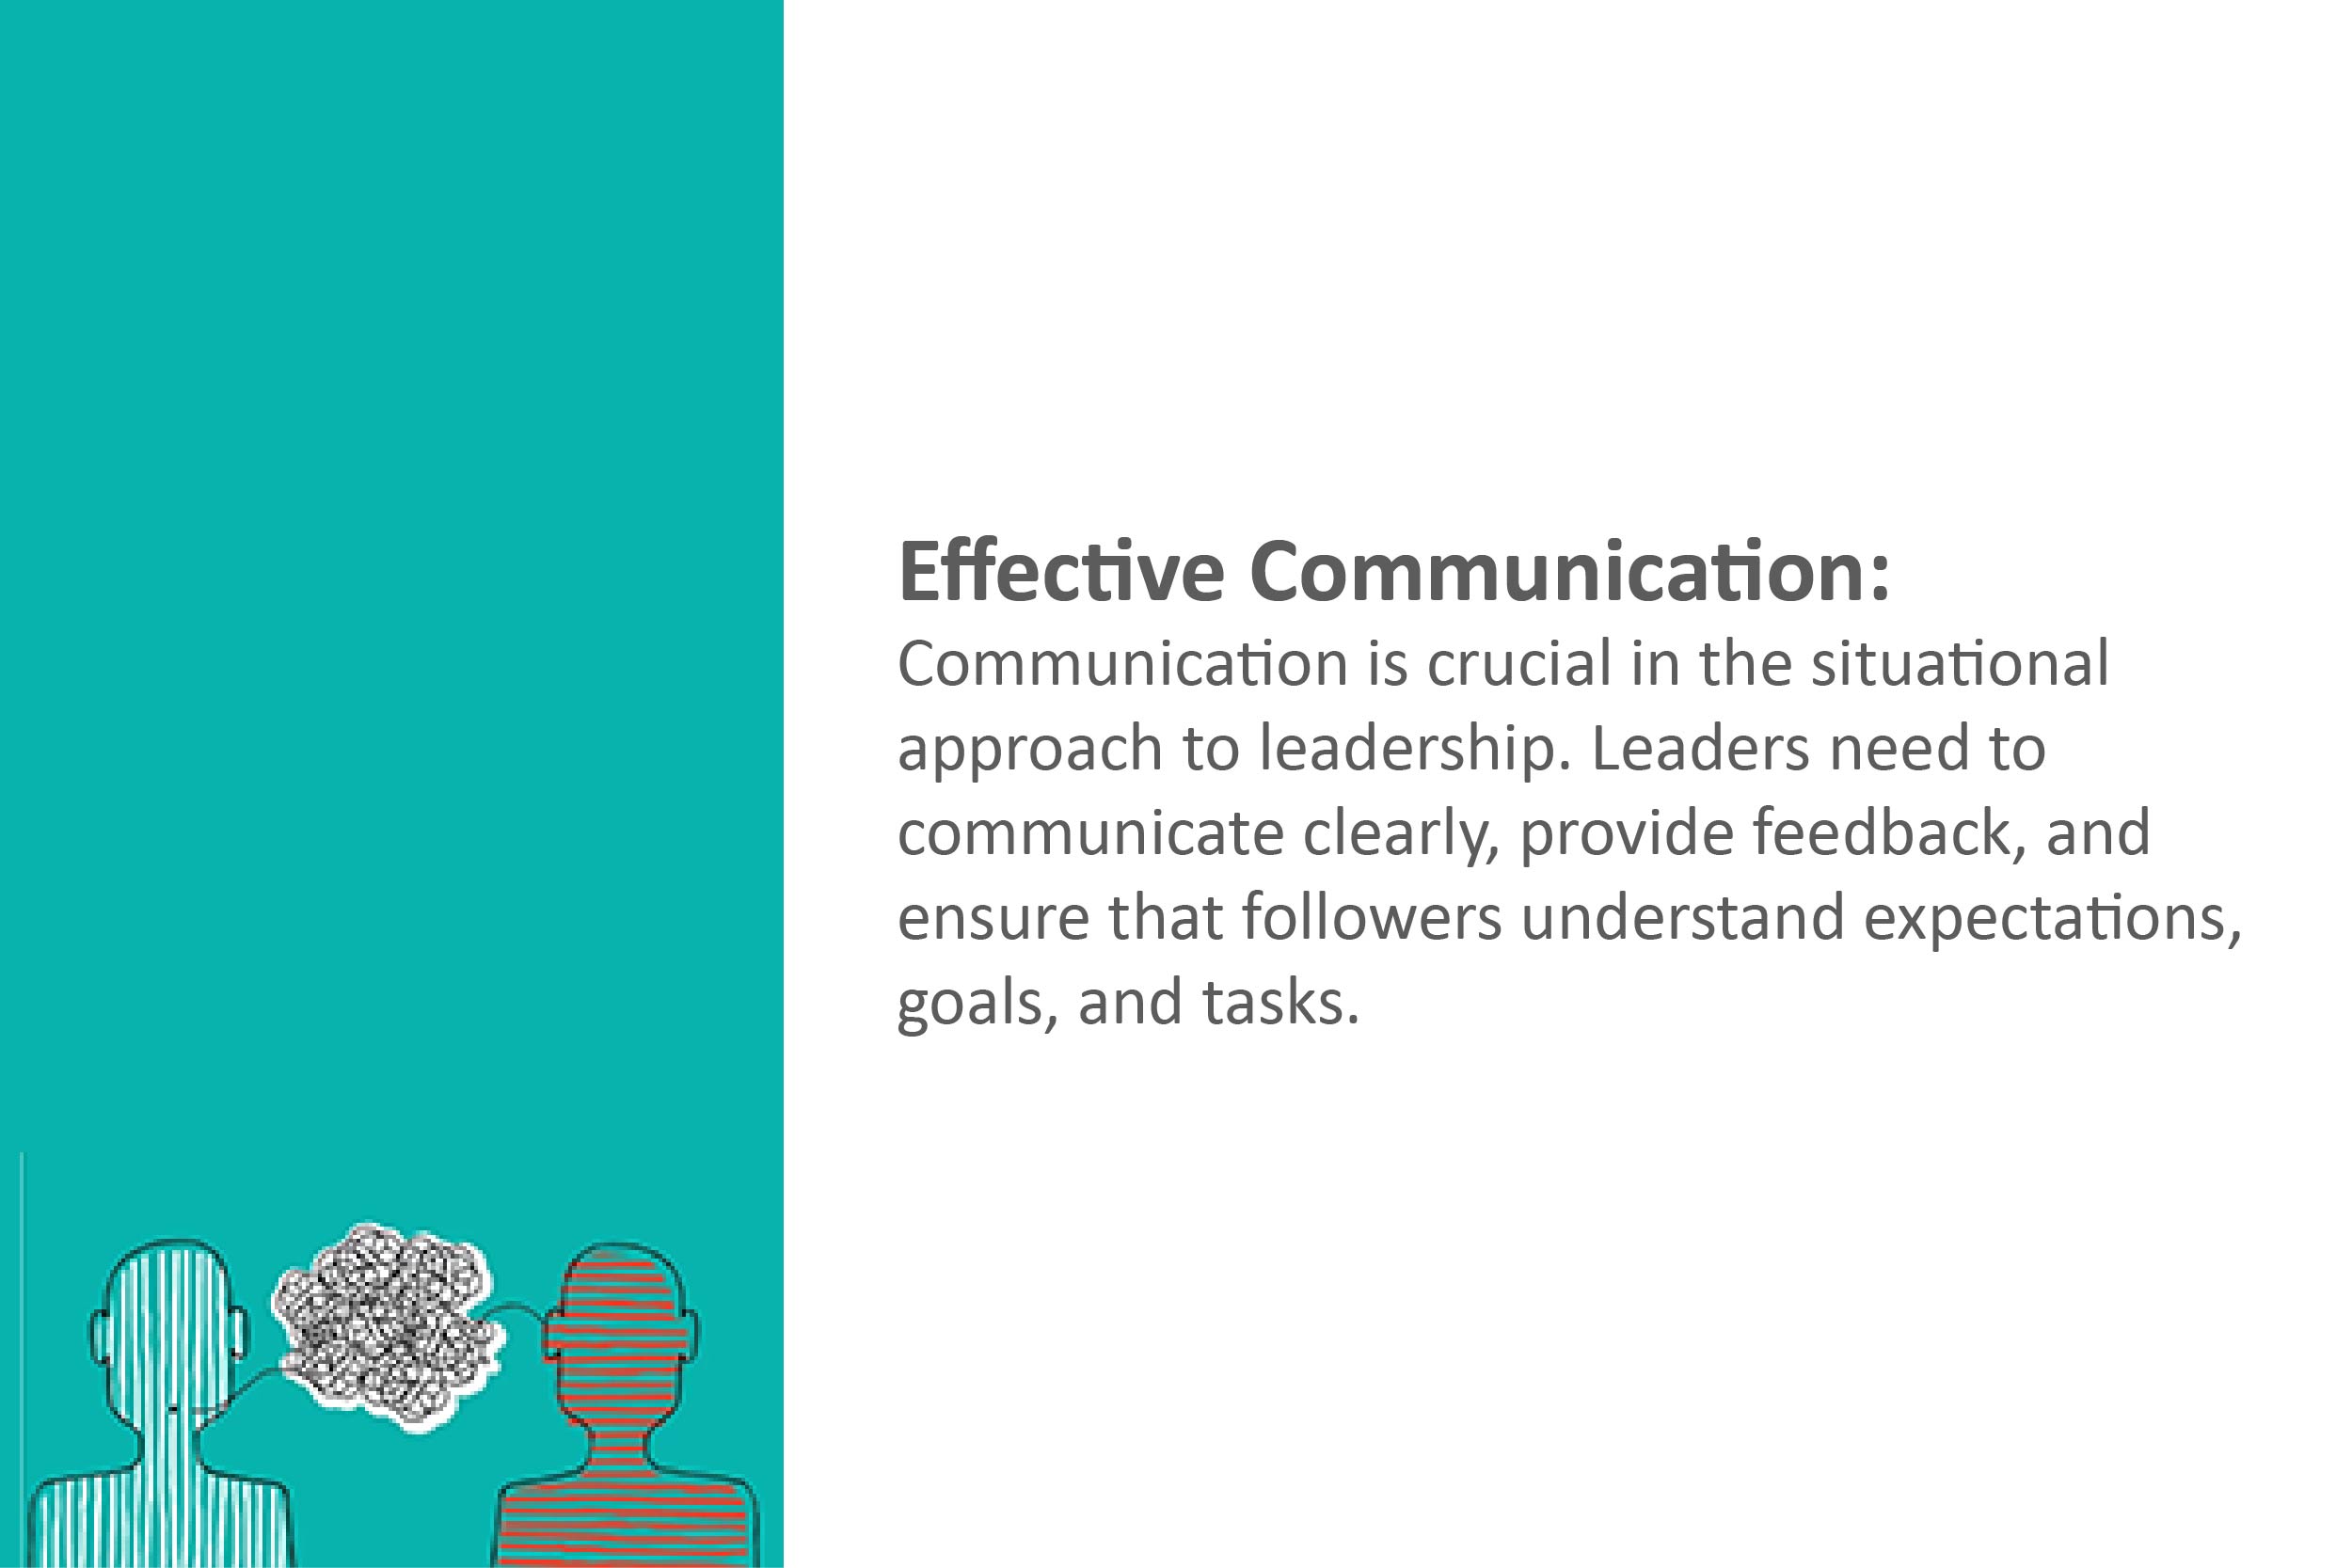 Effective Communication:
Communication is crucial in the situational
approach to leadership. Leaders need to
communicate clearly, provide feedback, and
ensure that followers understand expectations,
goals, and tasks.